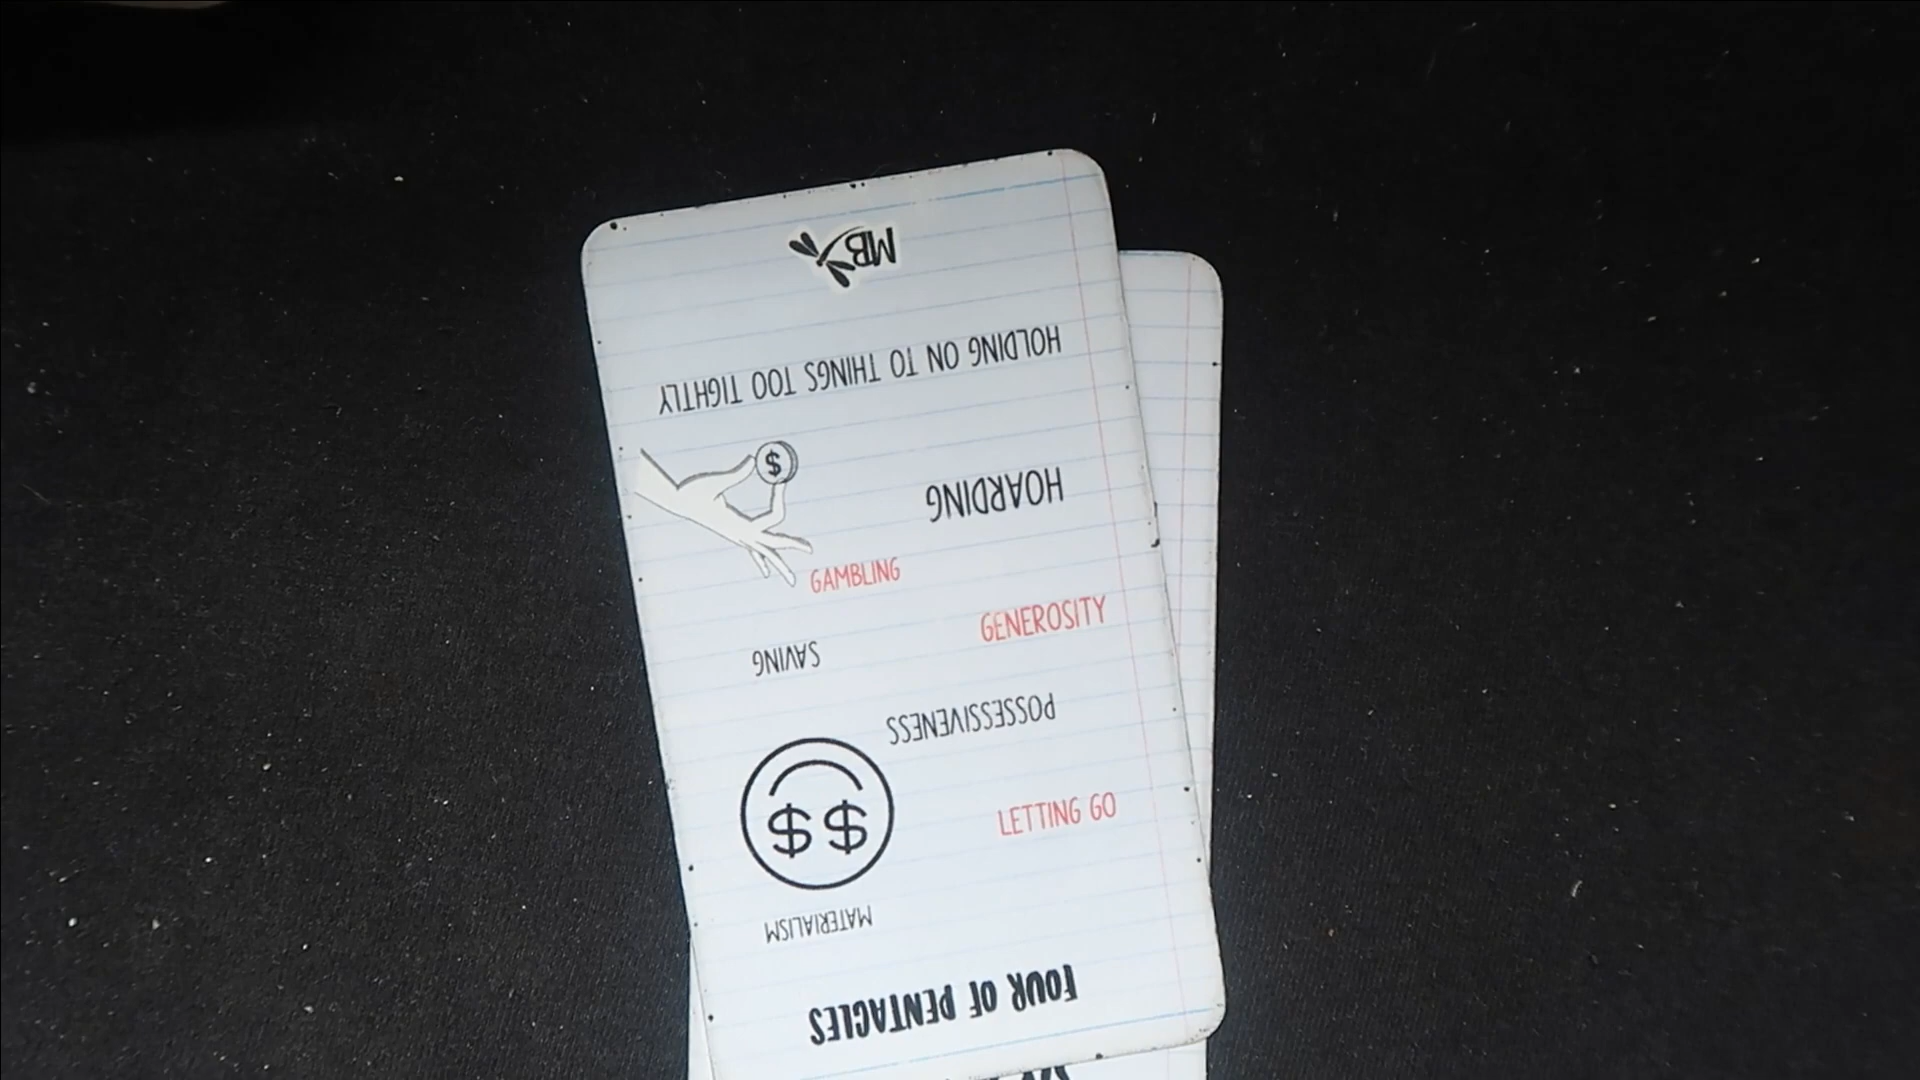 FOUR OF PENTACLES
MATERIALISM
$$
LETTING GO
POSSESSIVENESS
SAVING
GENEROSITY
GAMBLING
HOARDING
$
HOLDING ON TO THINGS TOO TIGHTLY
MB